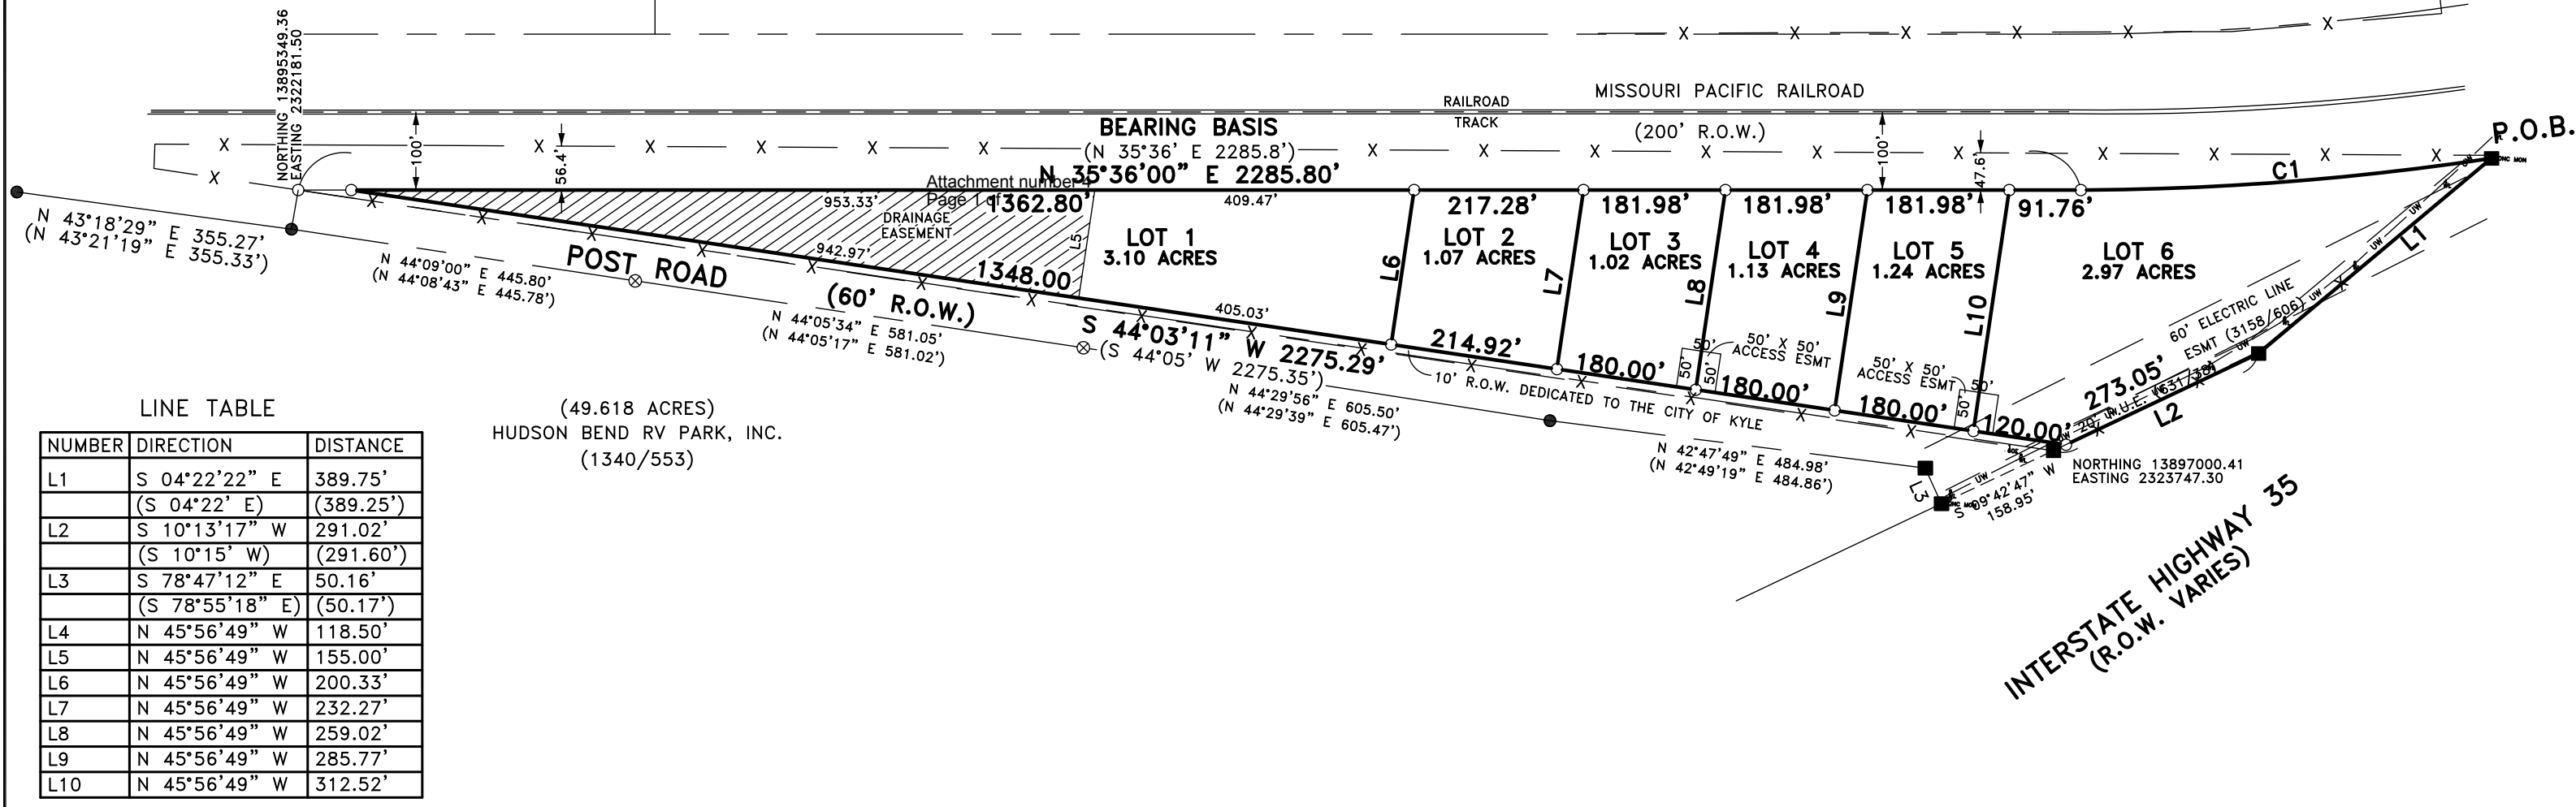 NORTHING 13895349.36
EASTING 2322181.50
100'
56.4'
RAILROAD
TRACK
MISSOURI PACIFIC RAILROAD
(200' R.O.W.)
100'
47.6'
BEARING BASIS
(N 35°36' E 2285.8')
N 35°36'00" E 2285.80'
Attachment number 4
Page 1 of
C1
P.O.B.
953.33'
1362.80'
409.47'
217.28'
181.98'
181.98'
181.98'
91.76'
DRAINAGE
EASEMENT
942.97'
1348.00
L5
LOT 1
3.10 ACRES
L6
LOT 2
1.07 ACRES
L7
LOT 3
1.02 ACRES
L8
LOT 4
1.13 ACRES
L9
LOT 5
1.24 ACRES
L10
LOT 6
2.97 ACRES
L1
N 43°18'29" E 355.27'
(N 43°21'19" E 355.33')
N 44°09'00" E 445.80'
(N 44°08'43" E 445.78')
POST ROAD
(60' R.O.W.)
N 44°05'34" E 581.05'
(N 44°05'17" E 581.02')
405.03'
S 44°03'11" W 2275.29'
(S 44°05' W 2275.35')
N 44°29'56" E 605.50'
(N 44°29'39" E 605.47')
214.92'
180.00'
180.00'
180.00'
120.00'
10' R.O.W. DEDICATED TO THE CITY OF KYLE
50'
50'
50'
50' X 50'
ACCESS ESMT
50' X 50'
ACCESS ESMT
50'
50'
60' ELECTRIC LINE
ESMT (3158/606)
273.05'
20' W.U.E.
L2
N 42°47'49" E 484.98'
(N 42°49'19" E 484.86')
L3
S 09°42'47" W
158.95'
NORTHING 13897000.41
EASTING 2323747.30
INTERSTATE HIGHWAY 35
(R.O.W. VARIES)
(49.618 ACRES)
HUDSON BEND RV PARK, INC.
(1340/553)
LINE TABLE
NUMBER DIRECTION DISTANCE
L1 S 04°22'22" E 389.75'
(S 04°22' E) (389.25')
L2 S 10°13'17" W 291.02'
(S 10°15' W) (291.60')
L3 S 78°47'12" E 50.16'
(S 78°55'18" E) (50.17')
L4 N 45°56'49" W 118.50'
L5 N 45°56'49" W 155.00'
L6 N 45°56'49" W 200.33'
L7 N 45°56'49" W 232.27'
L8 N 45°56'49" W 259.02'
L9 N 45°56'49" W 285.77'
L10 N 45°56'49" W 312.52'